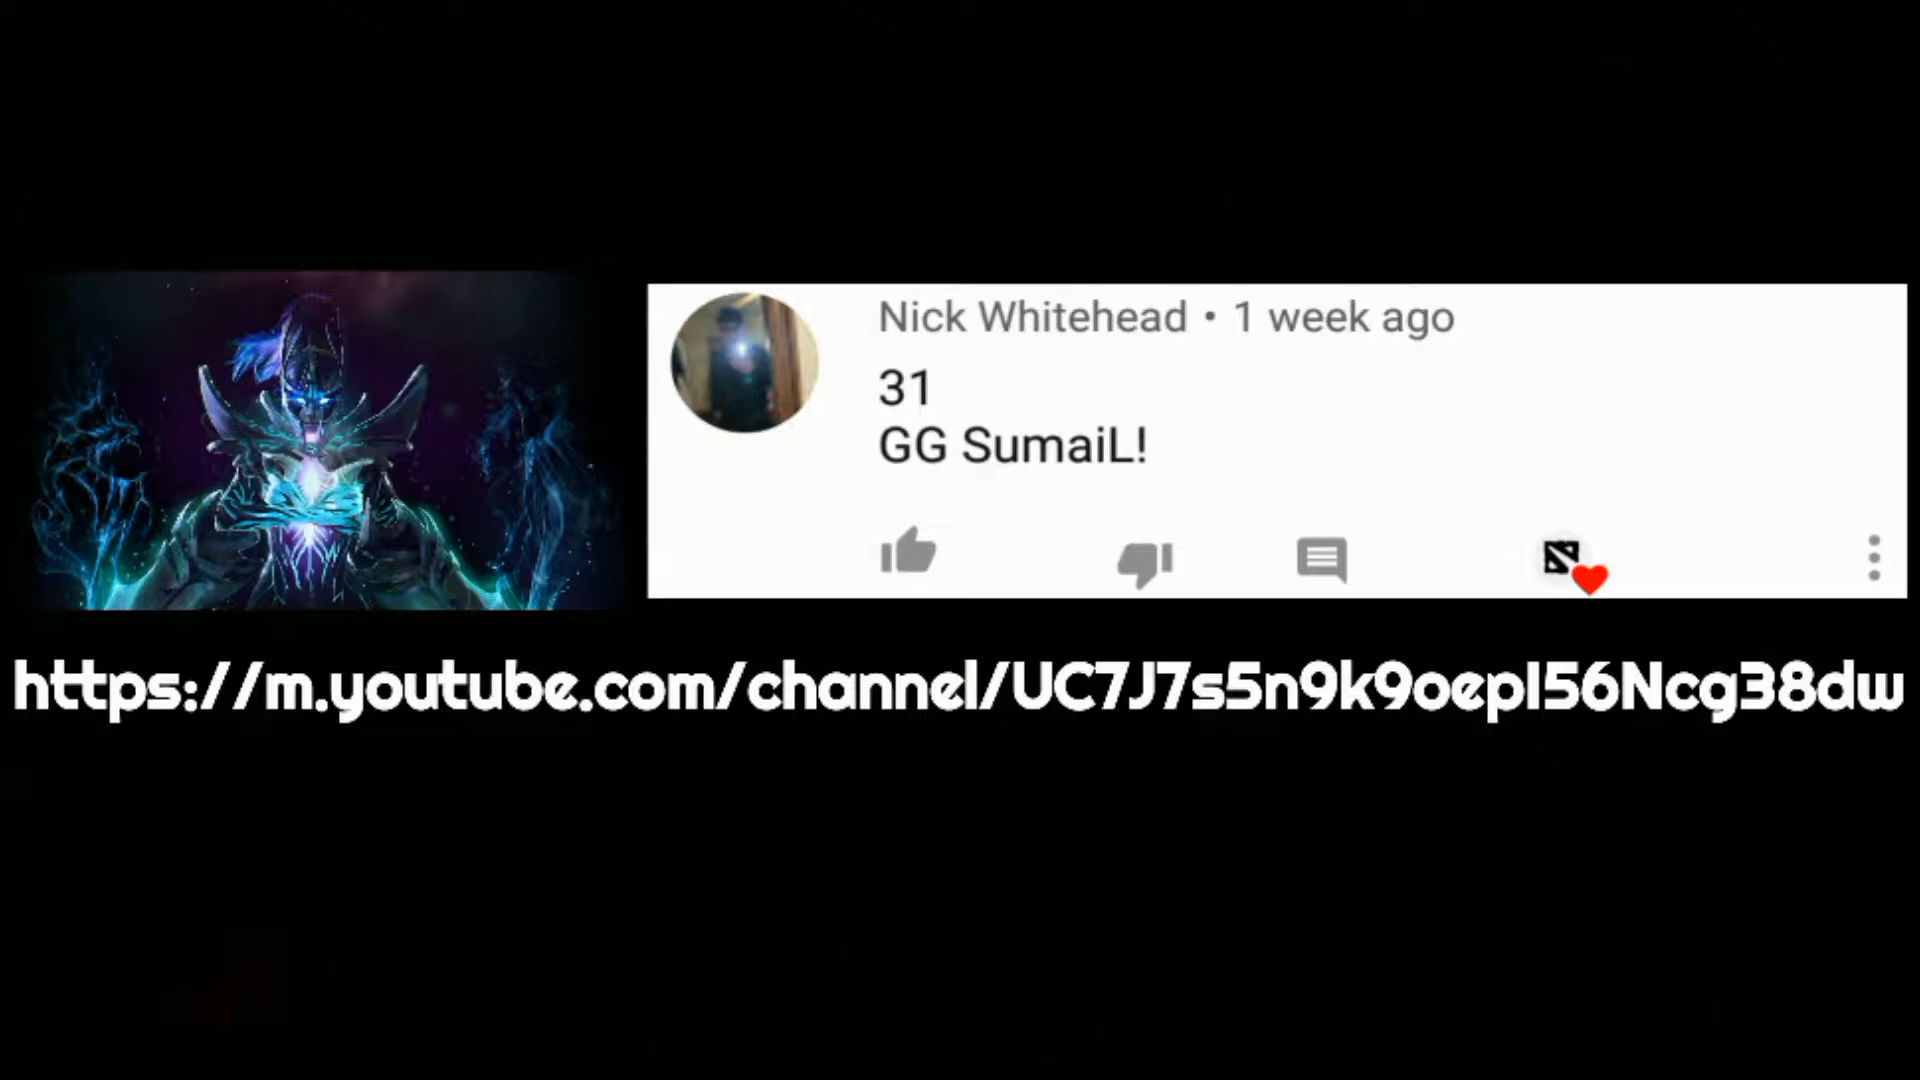 Nick Whitehead • 1 week ago
31
GG SumaiL!
https://m.youtube.com/channel/UC7J7s5n9k9oepI56Ncg38dw